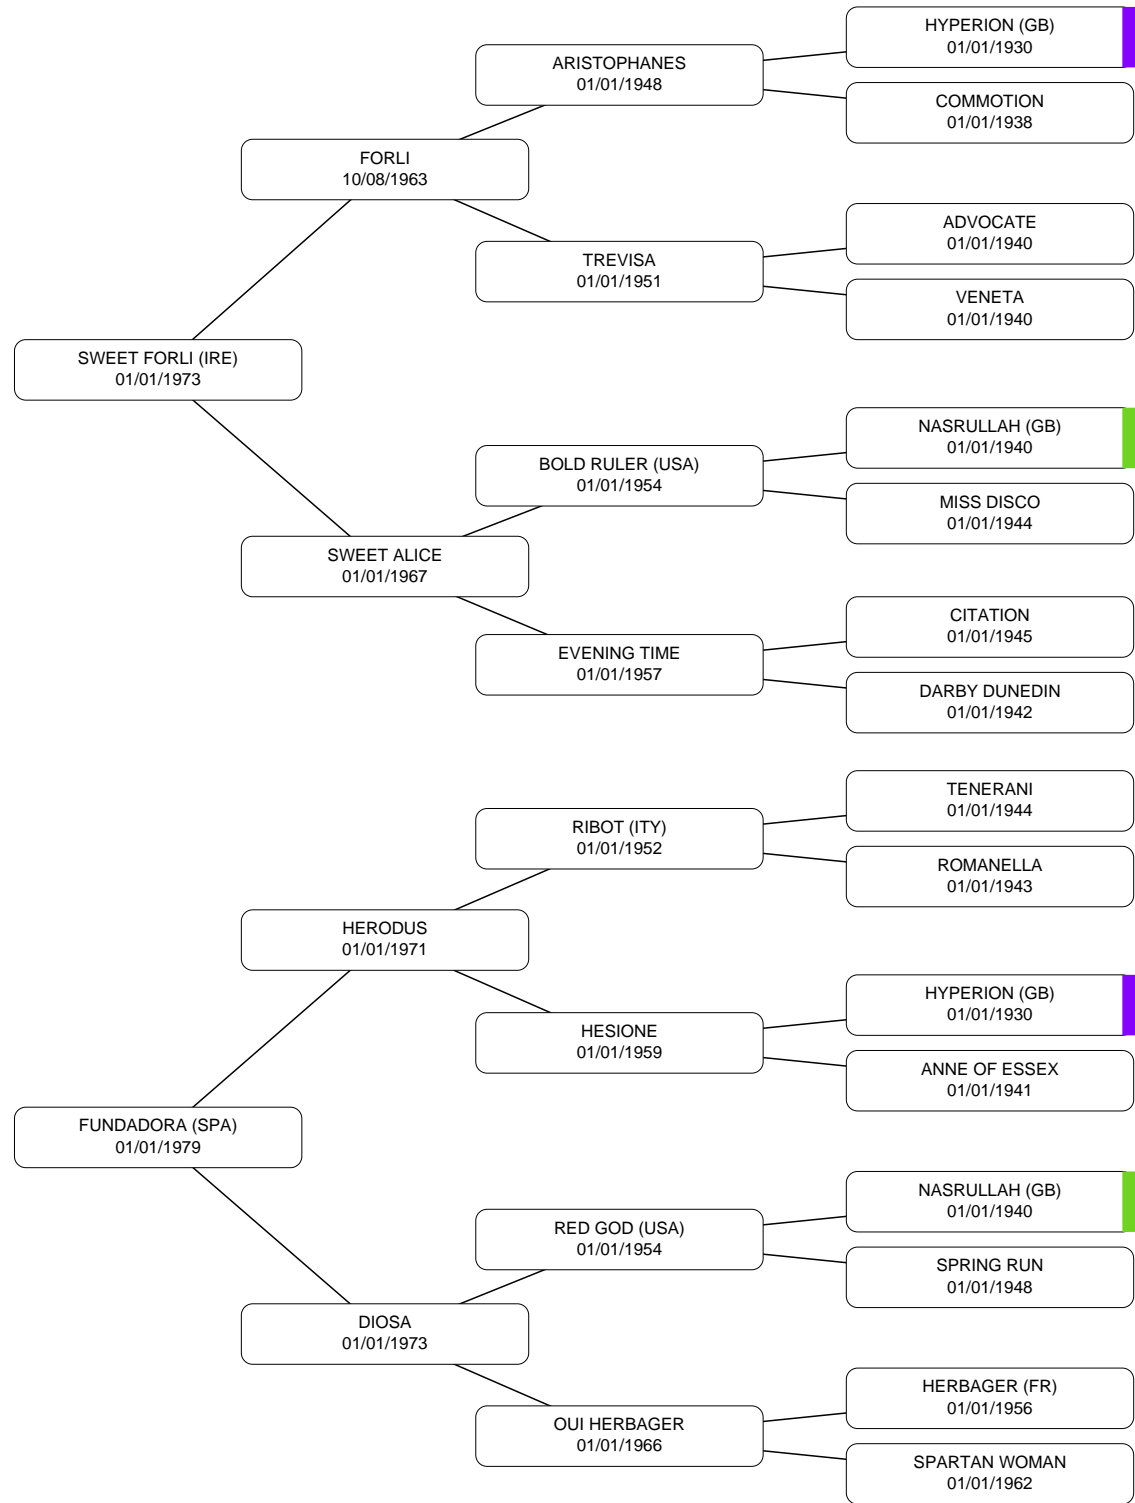 HYPERION (GB)
01/01/1930
ARISTOPHANES
01/01/1948
COMMOTION
01/01/1938
FORLI
10/08/1963
ADVOCATE
01/01/1940
TREVISA
01/01/1951
VENETA
01/01/1940
SWEET FORLI (IRE)
01/01/1973
NASRULLAH (GB)
01/01/1940
BOLD RULER (USA)
01/01/1954
MISS DISCO
01/01/1944
SWEET ALICE
01/01/1967
CITATION
01/01/1945
EVENING TIME
01/01/1957
DARBY DUNEDIN
01/01/1942
TENERANI
01/01/1944
RIBOT (ITY)
01/01/1952
ROMANELLA
01/01/1943
HERODUS
01/01/1971
HYPERION (GB)
01/01/1930
HESIONE
01/01/1959
ANNE OF ESSEX
01/01/1941
FUNDADORA (SPA)
01/01/1979
NASRULLAH (GB)
01/01/1940
RED GOD (USA)
01/01/1954
SPRING RUN
01/01/1948
DIOSA
01/01/1973
HERBAGER (FR)
01/01/1956
OUI HERBAGER
01/01/1966
SPARTAN WOMAN
01/01/1962